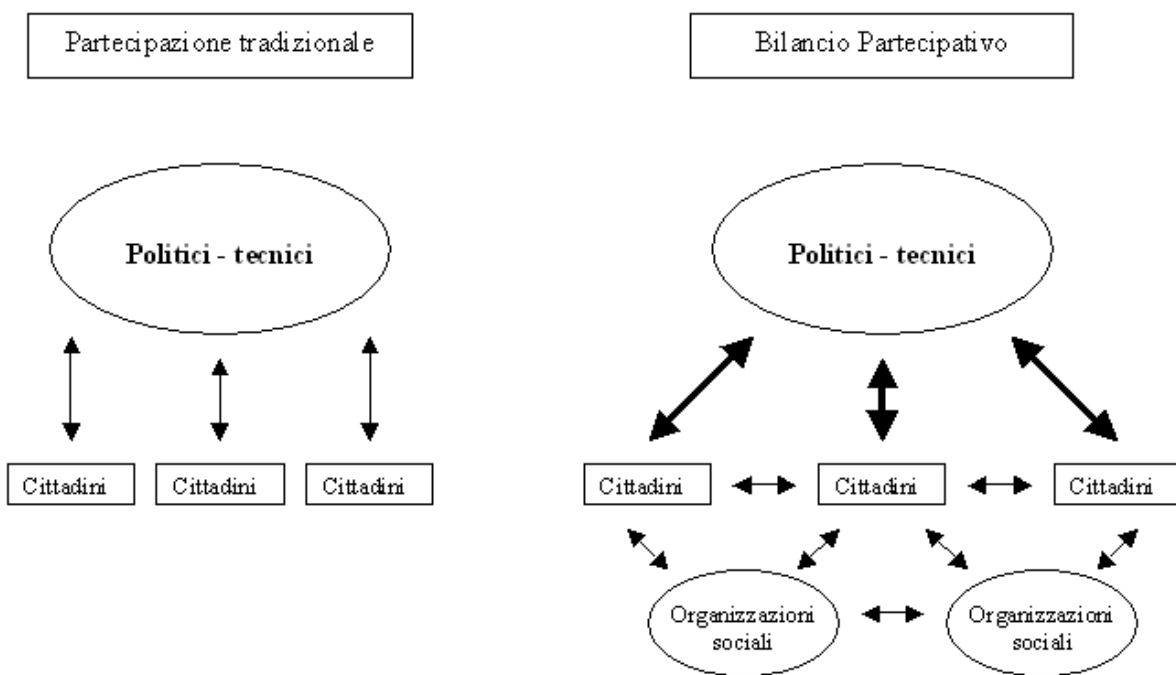 Partecipazione tradizionale
Bilancio Partecipativo
Politici - tecnici
Politici - tecnici
Cittadini
Cittadini
Cittadini
Cittadini
Cittadini
Cittadini
Organizzazioni
sociali
Organizzazioni
sociali